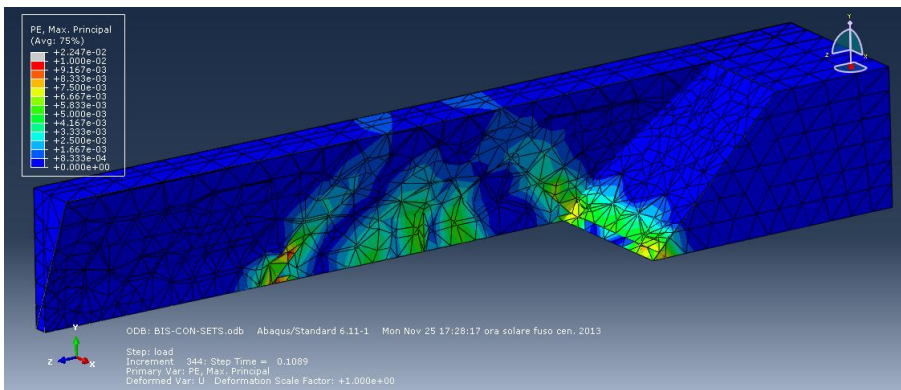 PE, Max. Principal
(Avg: 75%)
+2.247e-02
+1.000e-02
+9.167e-03
+8.333e-03
+7.500e-03
+6.667e-03
+5.833e-03
+5.000e-03
+4.167e-03
+3.333e-03
+2.500e-03
+1.667e-03
+8.333e-04
+0.000e+00
Y
Z
X
Y
Z
X
ODB: BIS-CON-SETS.odb Abaqus/Standard 6.11-1 Mon Nov 25 17:28:17 ora solare fuso cen. 2013
Step: load
Increment 344: Step Time = 0.1089
Primary Var: PE, Max. Principal
Deformed Var: U Deformation Scale Factor: +1.000e+00